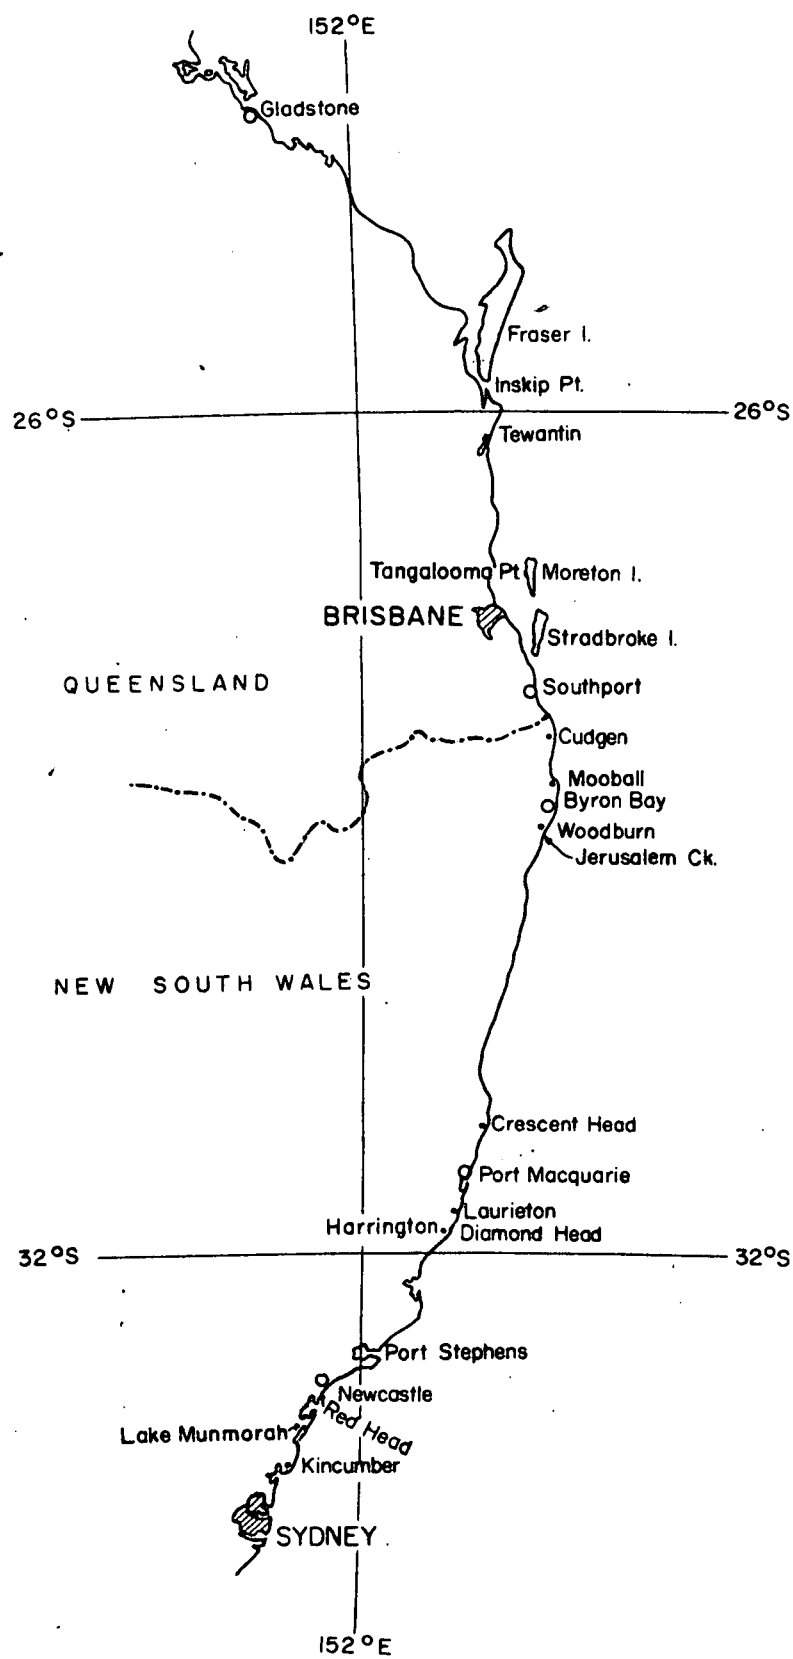 152°E
Gladstone
Fraser I.
Inskip Pt.
26°S
26°S
Tewantin
Tangalooma Pt
Moreton I.
BRISBANE
Stradbroke I.
QUEENSLAND
Southport
Cudgen
Mooball
Byron Bay
Woodburn
Jerusalem Ck.
NEW SOUTH WALES
Crescent Head
Port Macquarie
Laurieton
Harrington
Diamond Head
32°S
32°S
Port Stephens
Newcastle
Red Head
Lake Munmorah
Kincumber
SYDNEY
152°E